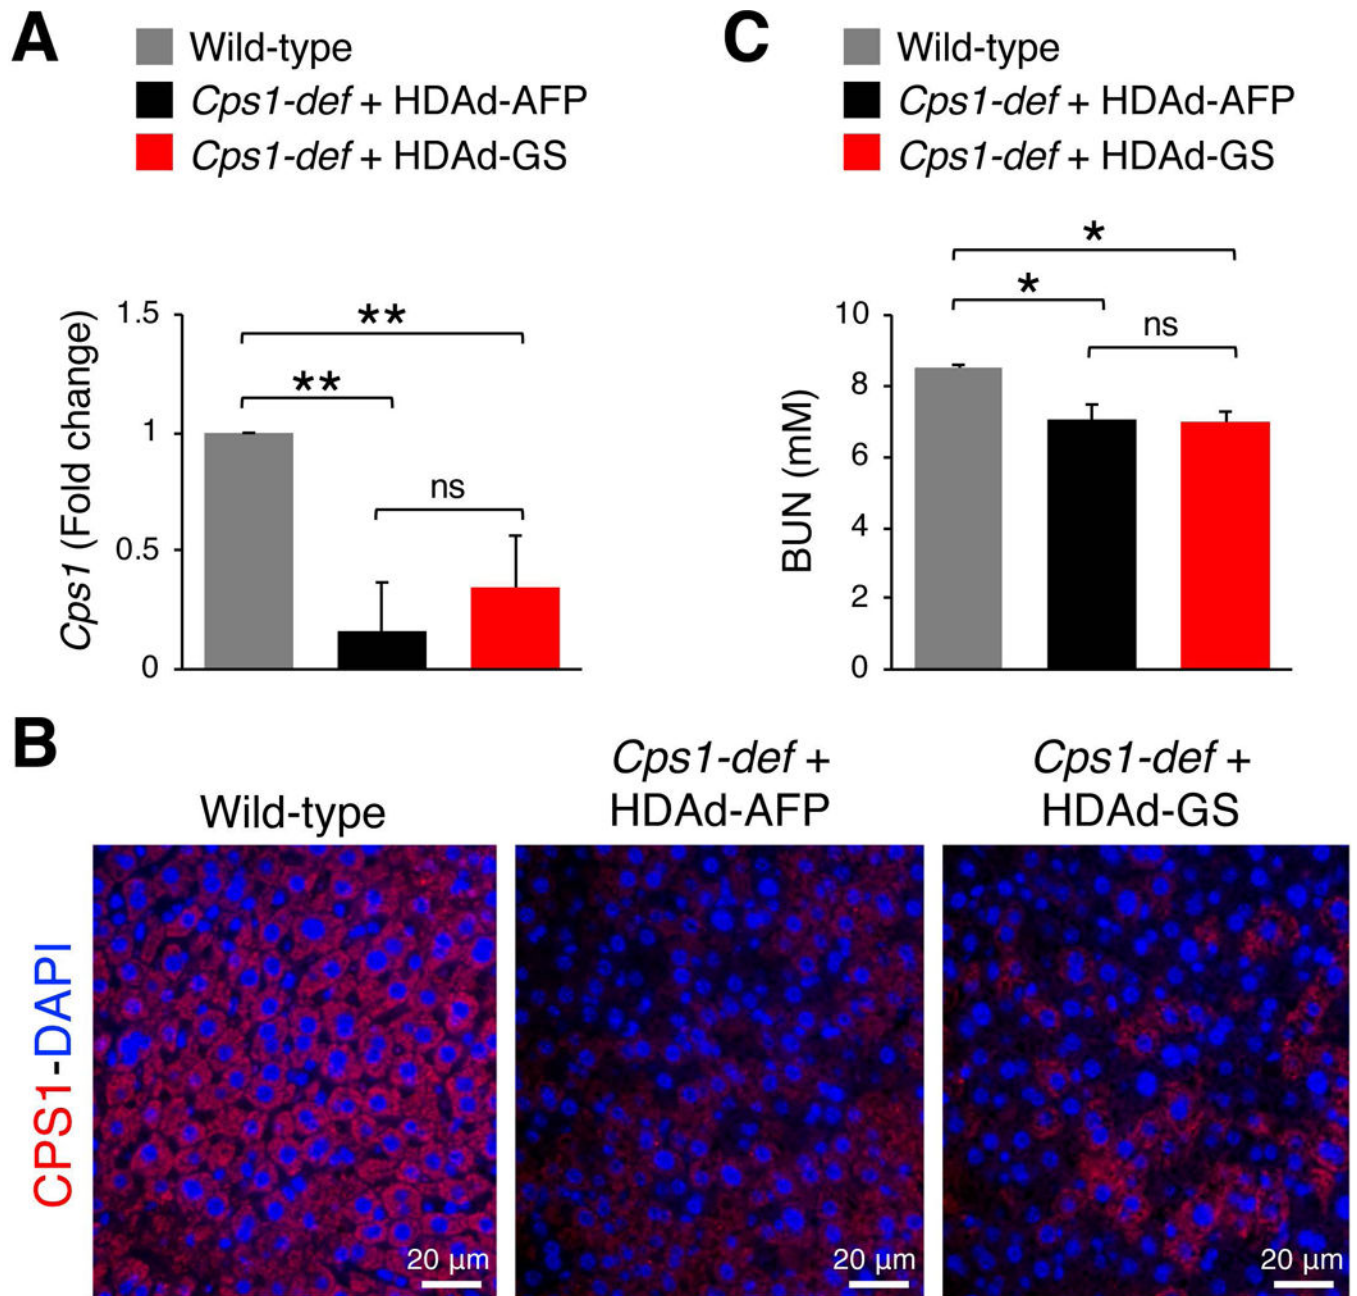 A
Wild-type
Cps1-def + HDAd-AFP
Cps1-def + HDAd-GS
Cps1 (Fold change)
1.5
1
0.5
0
**
**
ns
C
Wild-type
Cps1-def + HDAd-AFP
Cps1-def + HDAd-GS
BUN (mM)
10
8
6
4
2
0
*
*
ns
B
Wild-type
Cps1-def +
HDAd-AFP
Cps1-def +
HDAd-GS
CPS1-DAPI
20 µm
20 µm
20 µm